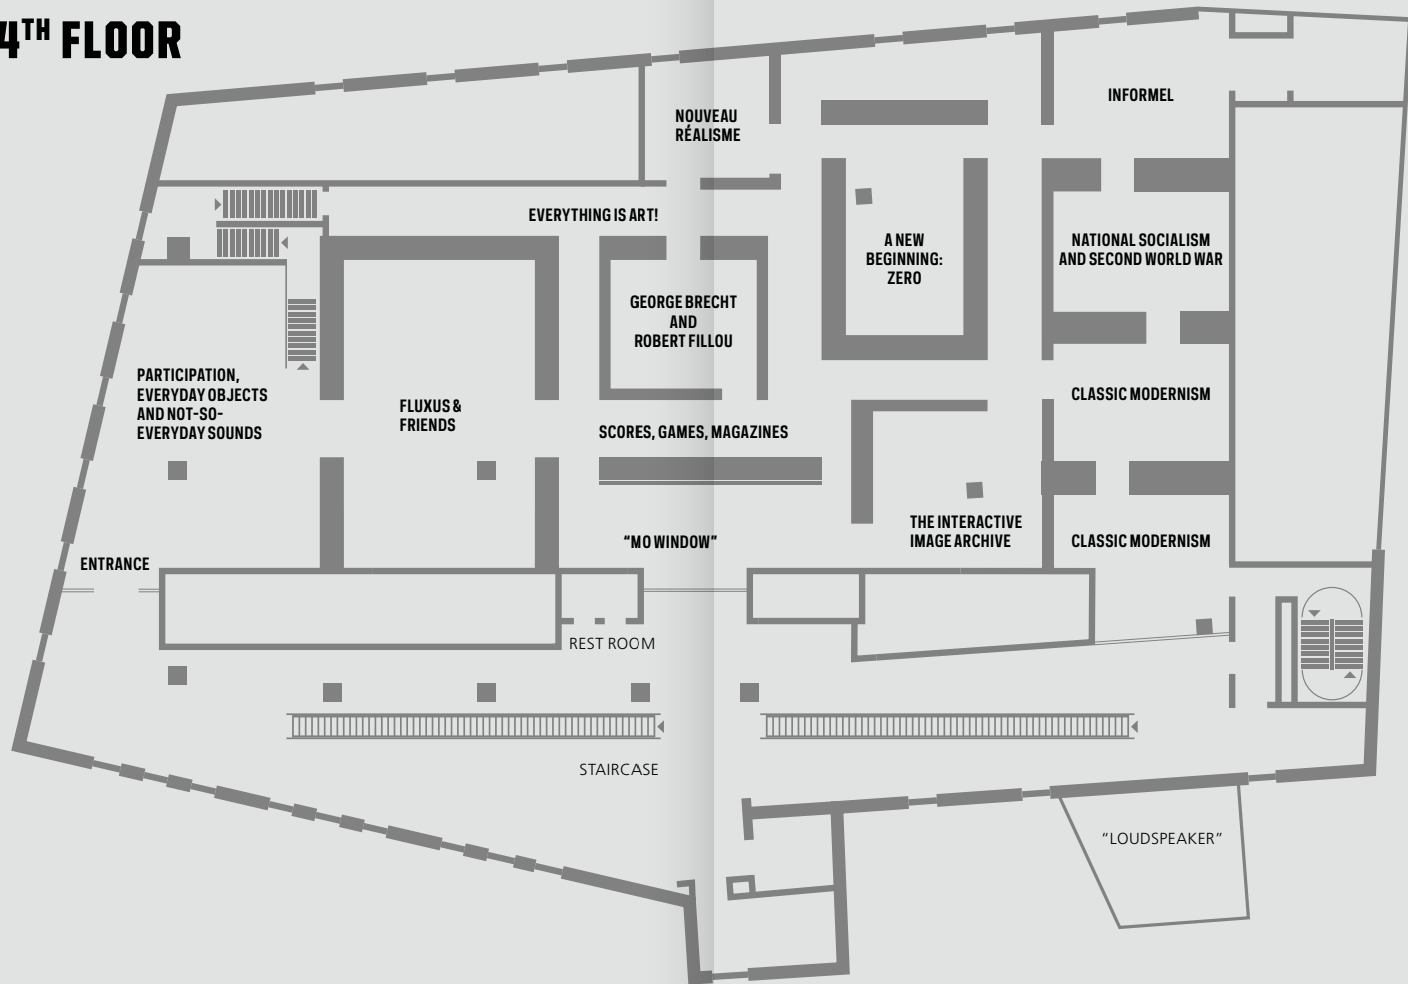 4TH FLOOR
INFORMEL
NOUVEAU
RÉALISME
EVERYTHING IS ART!
A NEW
BEGINNING:
ZERO
NATIONAL SOCIALISM
AND SECOND WORLD WAR
GEORGE BRECHT
AND
ROBERT FILLOU
PARTICIPATION,
EVERYDAY OBJECTS
AND NOT-SO-
EVERYDAY SOUNDS
FLUXUS &
FRIENDS
SCORES, GAMES, MAGAZINES
CLASSIC MODERNISM
"MO WINDOW"
THE INTERACTIVE
IMAGE ARCHIVE
CLASSIC MODERNISM
ENTRANCE
REST ROOM
STAIRCASE
“LOUDSPEAKER”